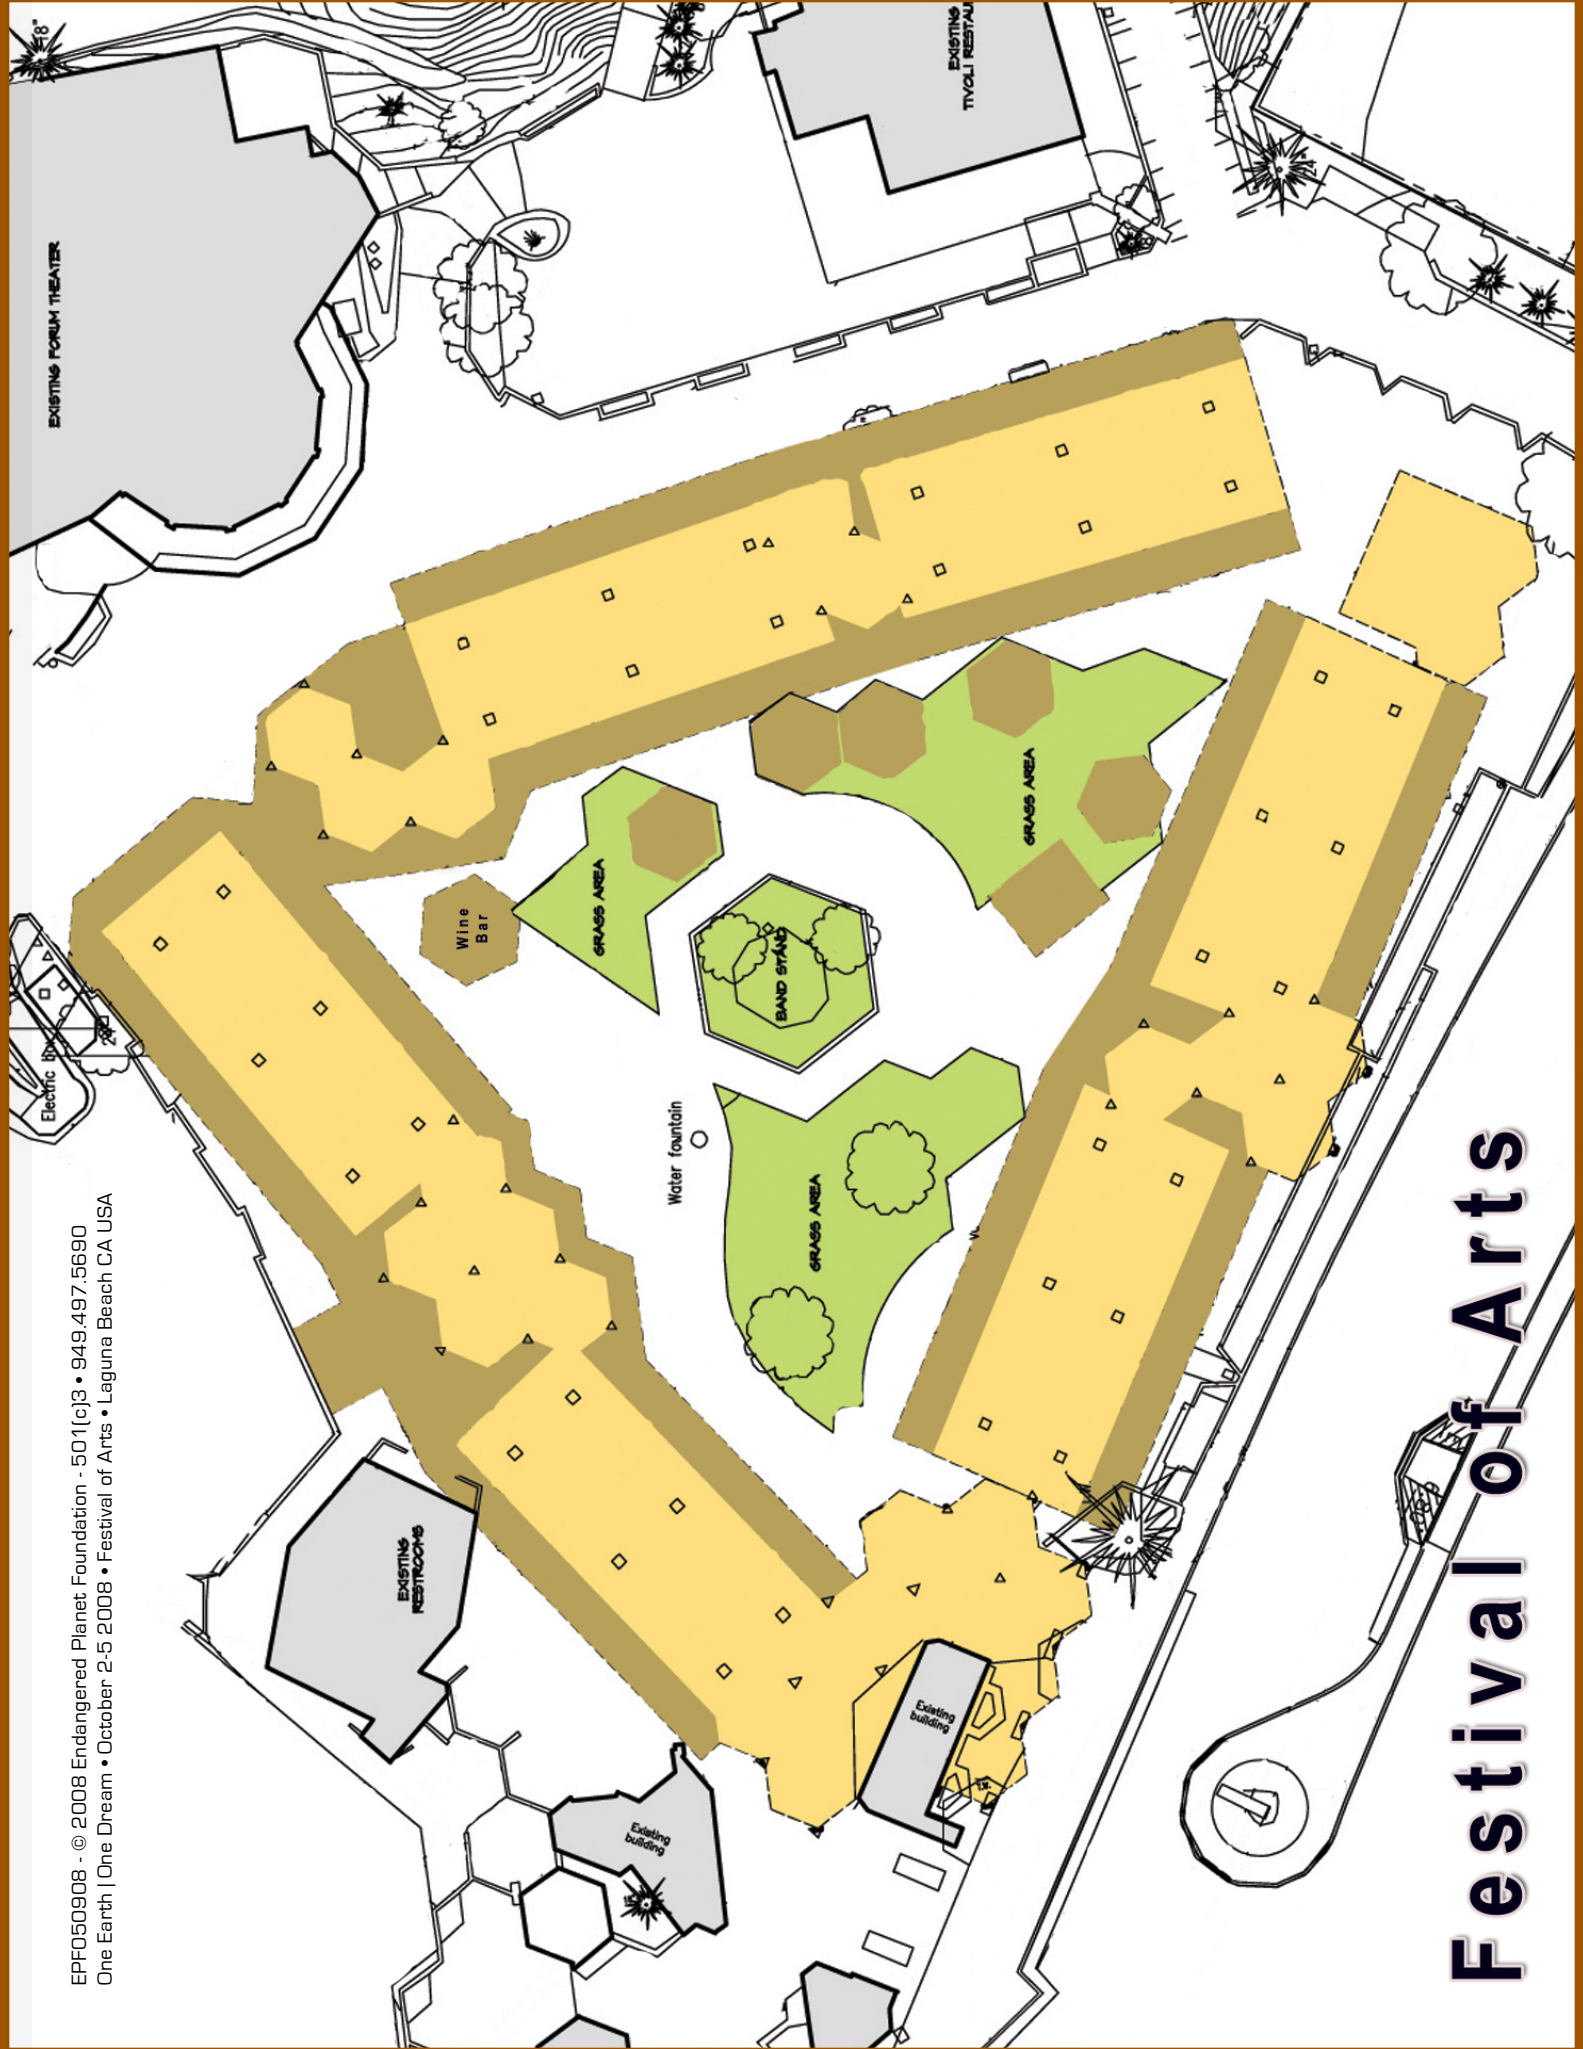 EPF050908 - © 2008 Endangered Planet Foundation - 501(c)3 • 949.497.5690
One Earth | One Dream • October 2-5 2008 • Festival of Arts • Laguna Beach CA USA
EXISTING FORUM THEATER
18"
EXISTING
TIVOLI
24"
Electric
Wine
Bar
GRASS AREA
GRASS AREA
BAND STAND
Water fountain
GRASS AREA
EXISTING
RESTROOMS
Existing
building
Existing
building
Festival of Arts